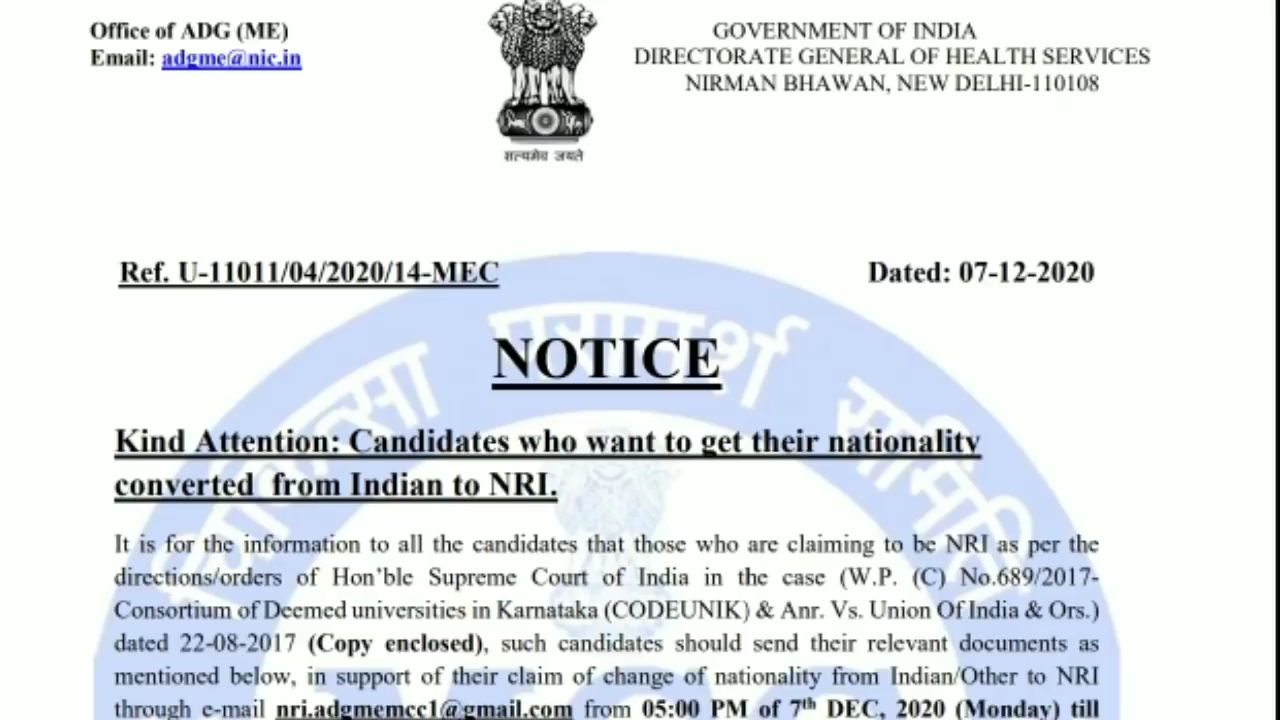 Office of ADG (ME)
Email: adgme@nic.in
सत्यमेव जयते
GOVERNMENT OF INDIA
DIRECTORATE GENERAL OF HEALTH SERVICES
NIRMAN BHAWAN, NEW DELHI-110108
Ref. U-11011/04/2020/14-MEC
Dated: 07-12-2020
परामर्श समिति
NOTICE
Kind Attention: Candidates who want to get their nationality
converted from Indian to NRI.
It is for the information to all the candidates that those who are claiming to be NRI as per the
directions/orders of Hon'ble Supreme Court of India in the case (W.P. (C) No.689/2017-
Consortium of Deemed universities in Karnataka (CODEUNIK) & Anr. Vs. Union Of India & Ors.)
dated 22-08-2017 (Copy enclosed), such candidates should send their relevant documents as
mentioned below, in support of their claim of change of nationality from Indian/Other to NRI
through e-mail nri.adgmemcc1@gmail.com from 05:00 PM of 7th DEC, 2020 (Monday) till